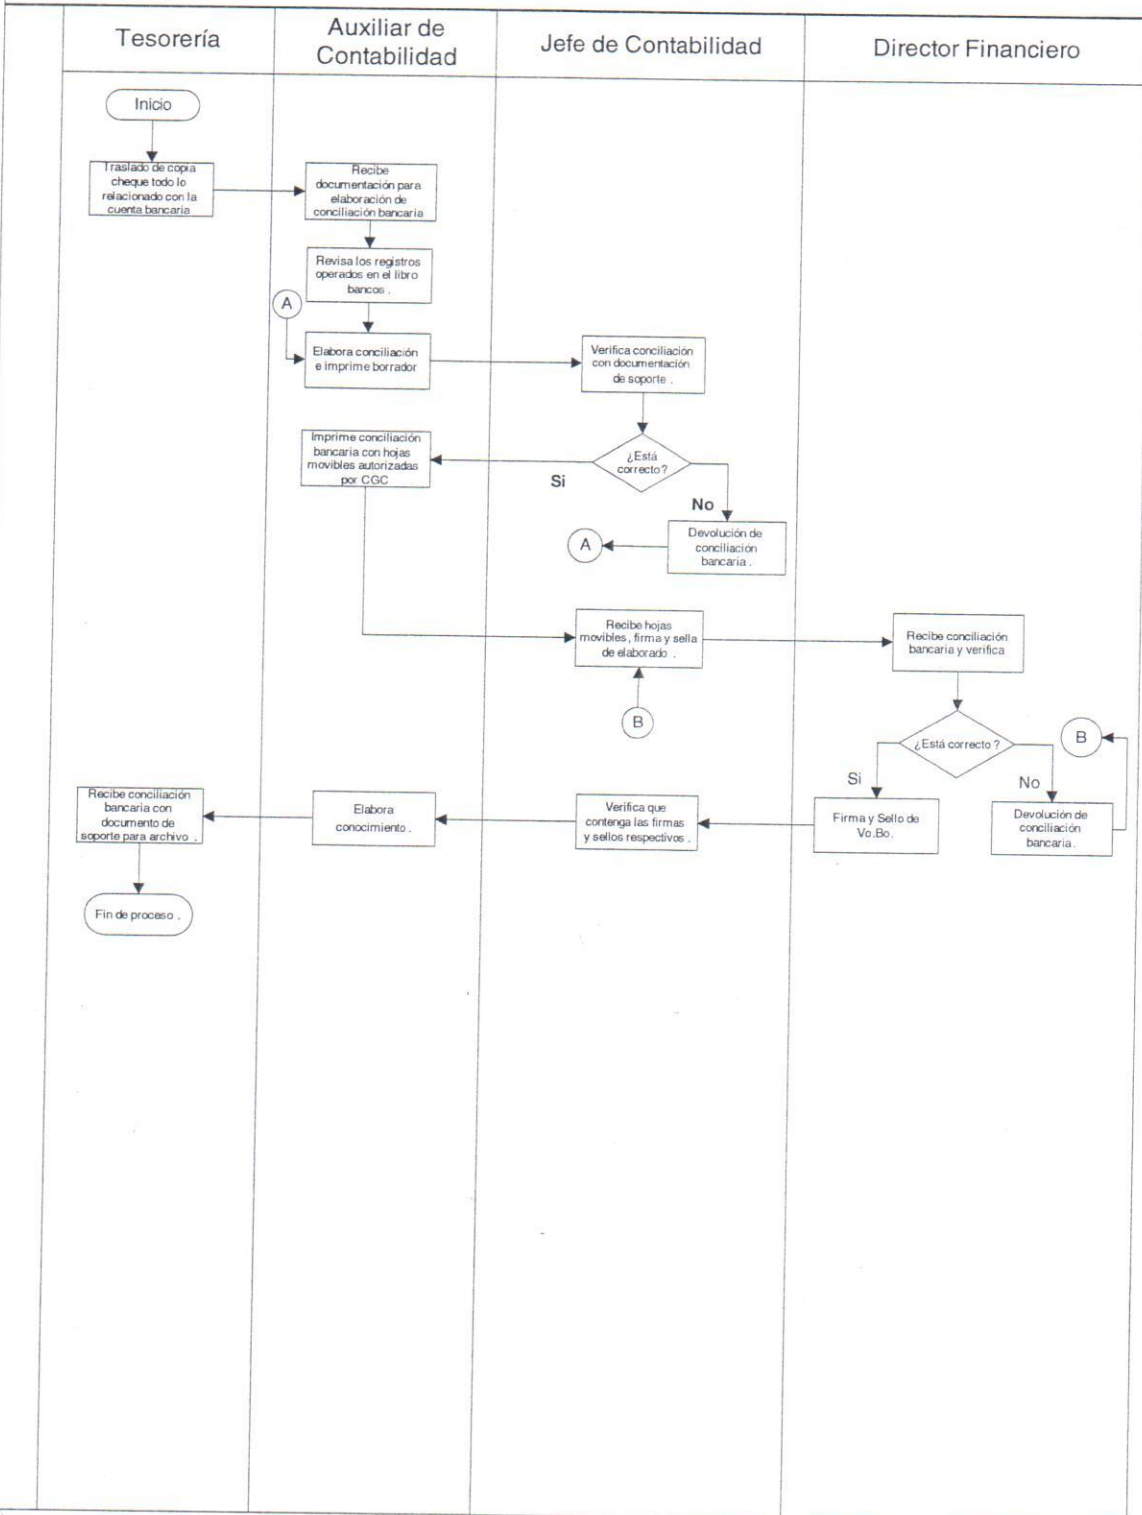 Tesorería
Auxiliar de
Contabilidad
Jefe de Contabilidad
Director Financiero
Inicio
Traslado de copia
cheque todo lo
relacionado con la
cuenta bancaria
Recibe
documentación para
elaboración de
conciliación bancaria
Revisa los registros
operados en el libro
bancos .
A
Elabora conciliación
e imprime borrador
Verifica conciliación
con documentación
de soporte .
¿Está
correcto?
Si
No
Imprime conciliación
bancaria con hojas
movibles autorizadas
por CGC
Devolución de
conciliación
bancaria .
A
Recibe hojas
movibles , firma y sella
de elaborado .
B
Recibe conciliación
bancaria y verifica
¿Está correcto ?
B
Si
No
Firma y Sello de
Vo.Bo.
Devolución de
conciliación
bancaria .
Verifica que
contenga las firmas
y sellos respectivos .
Elabora
conocimiento .
Recibe conciliación
bancaria con
documento de
soporte para archivo .
Fin de proceso .